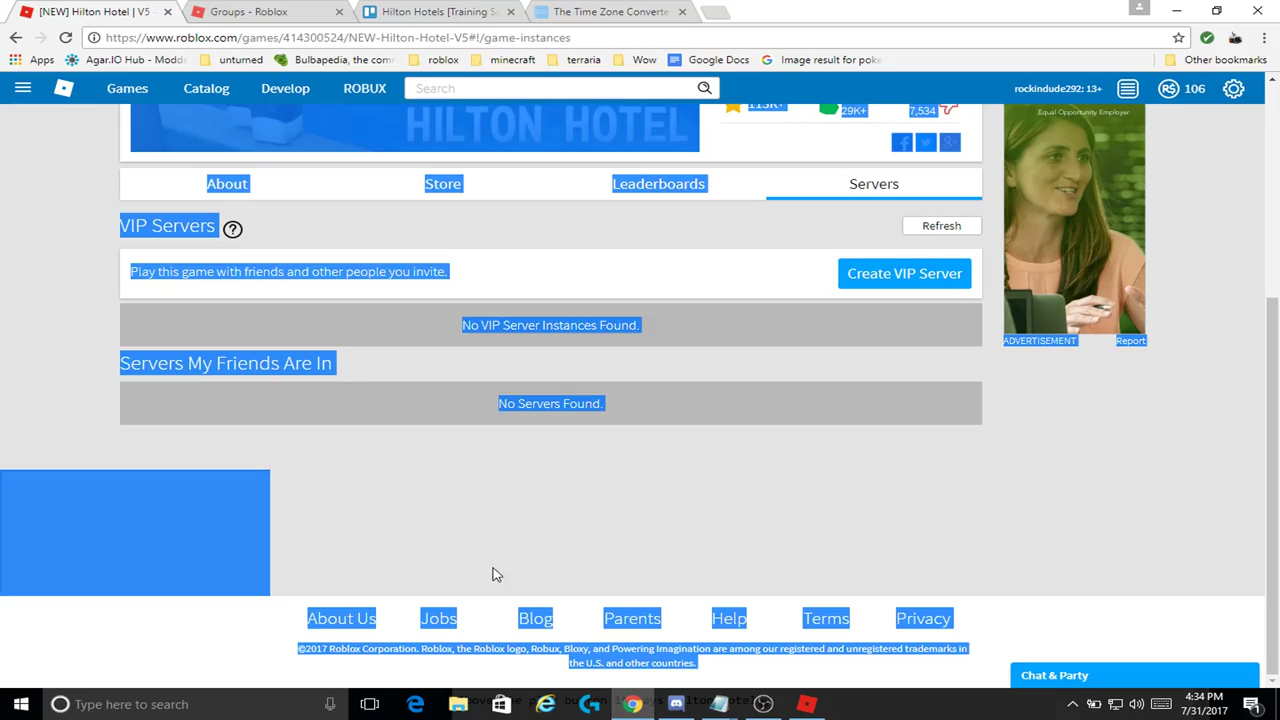 [NEW] Hilton Hotel | V5 -
Groups - Roblox
Hilton Hotels [Training Sc
The Time Zone Converte
https://www.roblox.com/games/414300524/NEW-Hilton-Hotel-V5#!/game-instances
Apps
Agar.IO Hub - Modde
unturned
Bulbapedia, the com
roblox
minecraft
terraria
Wow
Google Docs
Image result for poke
Other bookmarks
Games
Catalog
Develop
ROBUX
Search
rockindude292: 13+
R$ 106
HILTON HOTEL
113K+
29K+
7,534
Equal Opportunity Employer
About
Store
Leaderboards
Servers
VIP Servers ?
Refresh
Play this game with friends and other people you invite.
Create VIP Server
No VIP Server Instances Found.
ADVERTISEMENT
Report
Servers My Friends Are In
No Servers Found.
About Us
Jobs
Blog
Parents
Help
Terms
Privacy
©2017 Roblox Corporation. Roblox, the Roblox logo, Robux, Bloxy, and Powering Imagination are among our registered and unregistered trademarks in
the U.S. and other countries.
Chat & Party
Type here to search
4:34 PM
7/31/2017